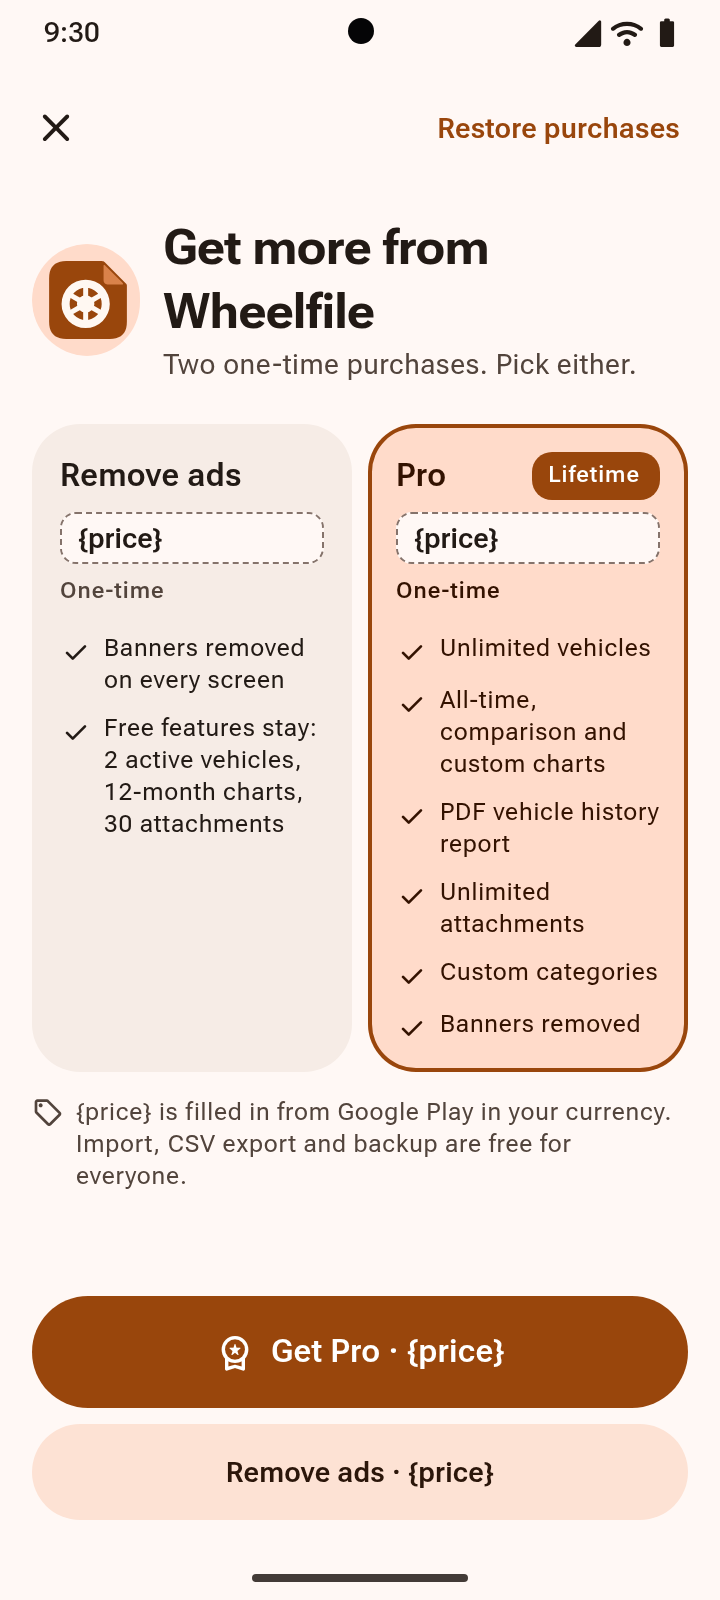 9:30
Restore purchases
Get more from
Wheelfile
Two one-time purchases. Pick either.
Remove ads
{price}
One-time
Banners removed
on every screen
Free features stay:
2 active vehicles,
12-month charts,
30 attachments
Pro
Lifetime
{price}
One-time
Unlimited vehicles
All-time,
comparison and
custom charts
PDF vehicle history
report
Unlimited
attachments
Custom categories
Banners removed
{price} is filled in from Google Play in your currency.
Import, CSV export and backup are free for
everyone.
Get Pro · {price}
Remove ads · {price}